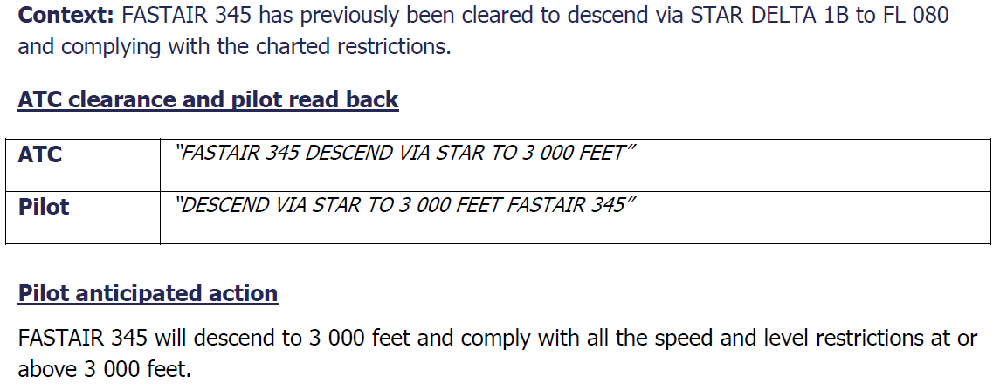 Context: FASTAIR 345 has previously been cleared to descend via STAR DELTA 1B to FL 080
and complying with the charted restrictions.
ATC clearance and pilot read back
ATC "FASTAIR 345 DESCEND VIA STAR TO 3 000 FEET"
Pilot "DESCEND VIA STAR TO 3 000 FEET FASTAIR 345"
Pilot anticipated action
FASTAIR 345 will descend to 3 000 feet and comply with all the speed and level restrictions at or
above 3 000 feet.